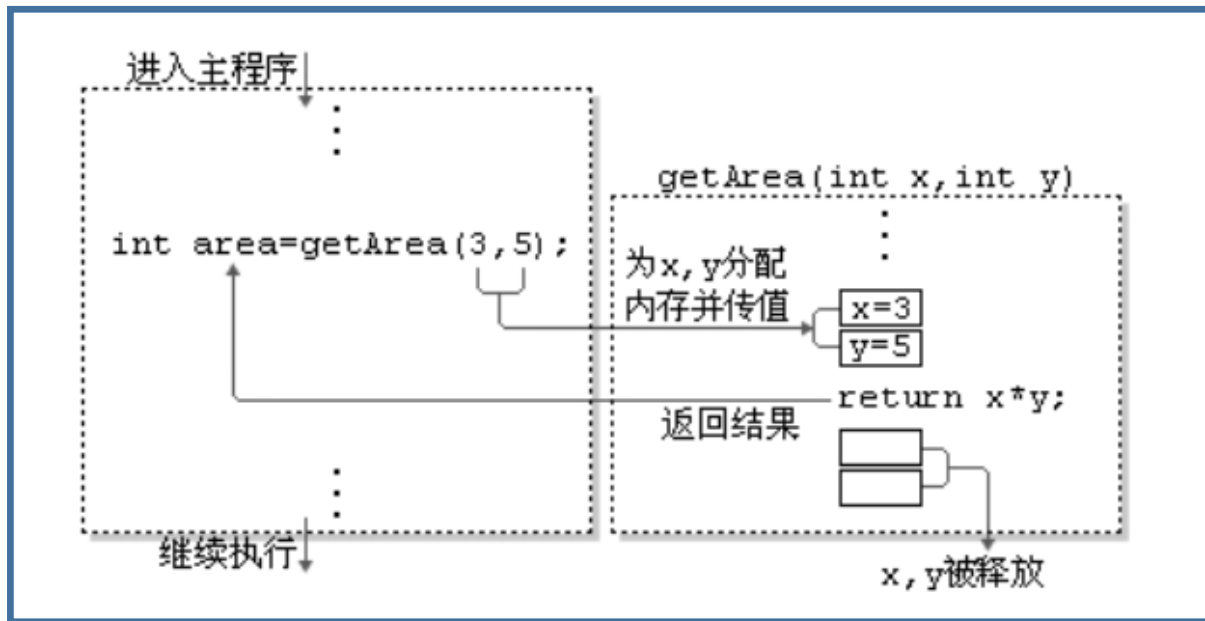 进入主程序
getArea(int x,int y)
int area=getArea(3,5);
为x,y分配
内存并传值
x=3
y=5
return x*y;
返回结果
继续执行
x,y被释放